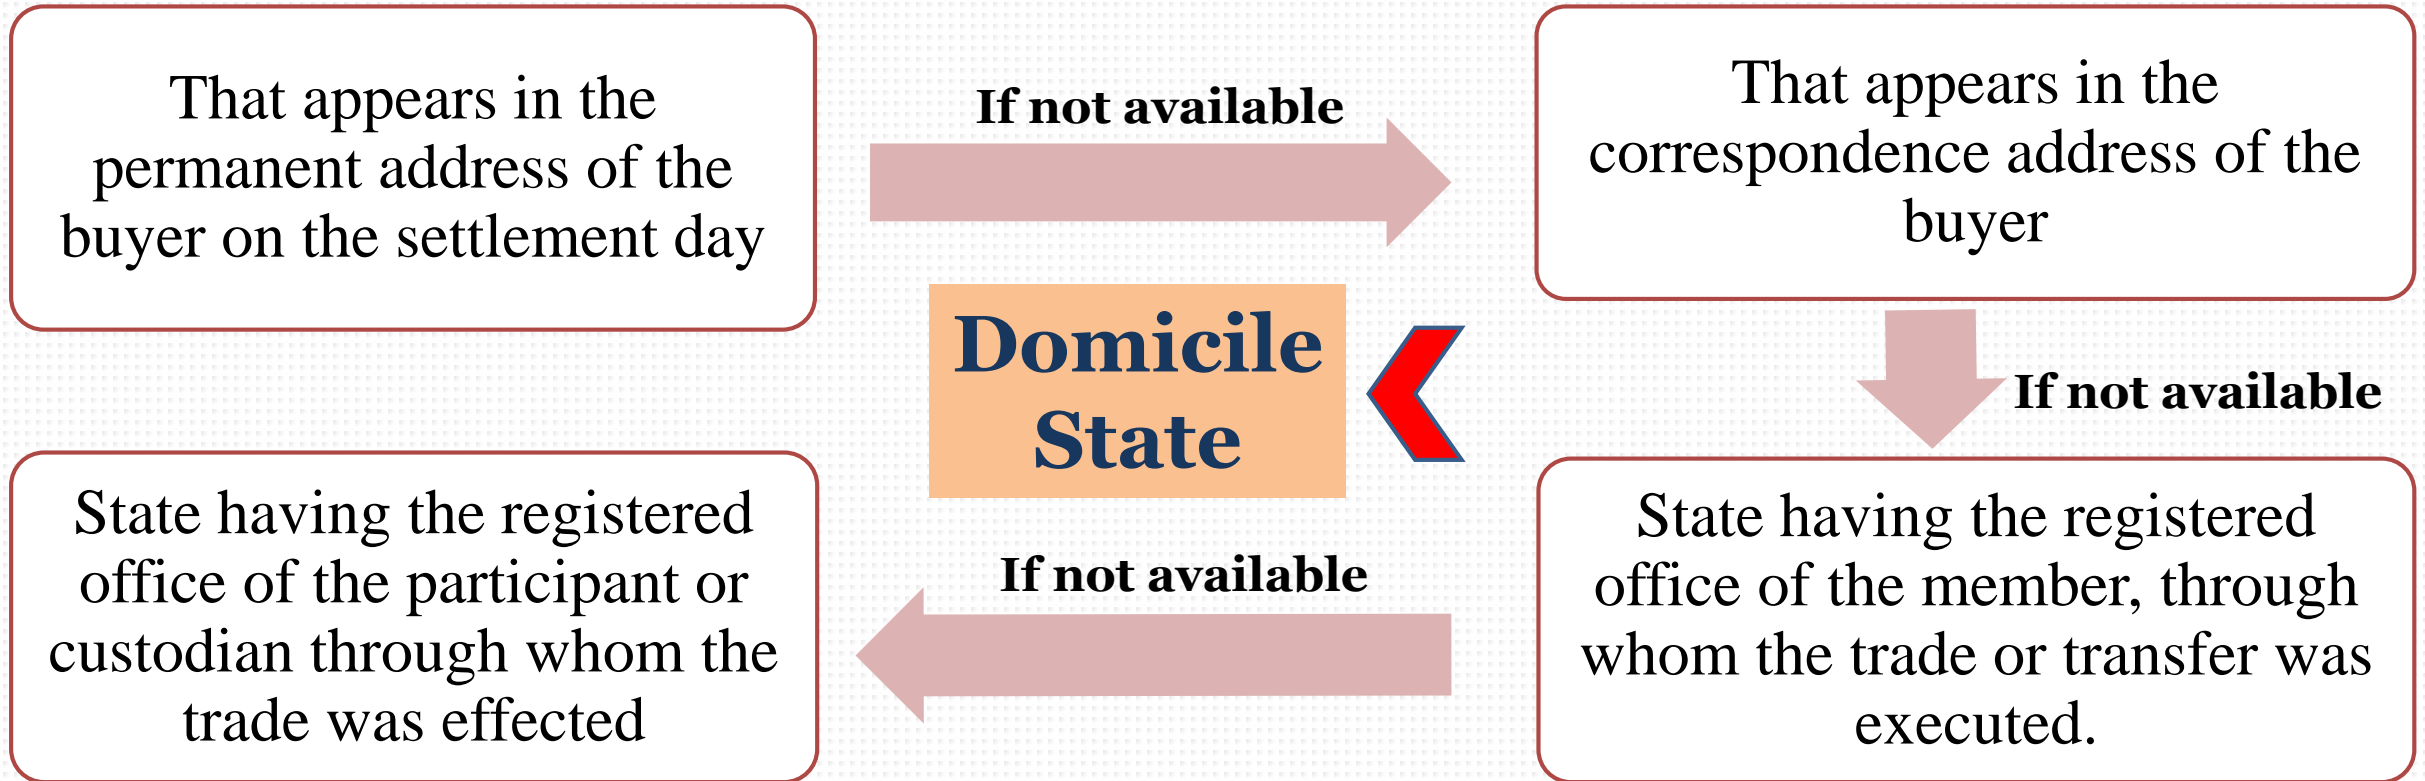 That appears in the
permanent address of the
buyer on the settlement day
If not available
That appears in the
correspondence address of the
buyer
If not available
Domicile
State
State having the registered
office of the member, through
whom the trade or transfer was
executed.
If not available
State having the registered
office of the participant or
custodian through whom the
trade was effected